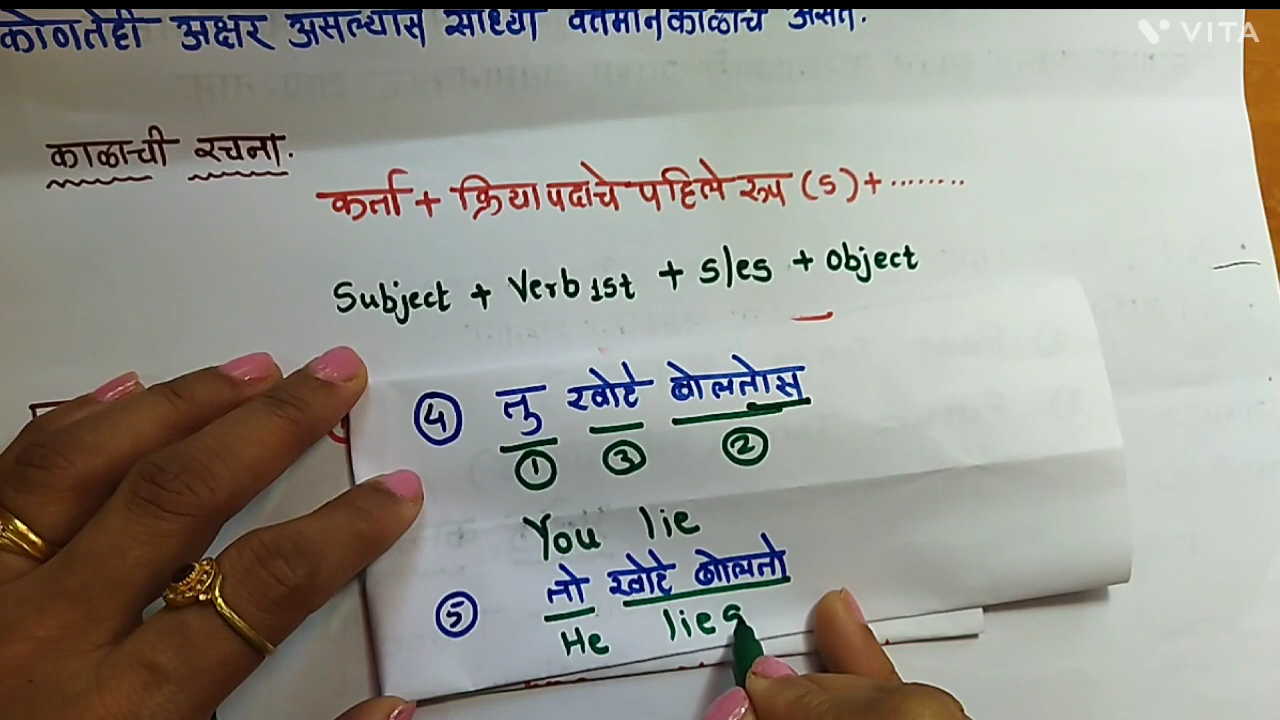 VITA
कोणतेही अक्षर असल्यास साध्या वर्तमानकाळाचे असते.
काळाची रचना.
कर्ता + क्रियापदाचे पहिले रूप (s) + ........
Subject + Verb 1st + s/es + object
④ तु खोटे बोलतोस
① ③ ②
You lie
⑤ तो खोटे बोलतो
He lies